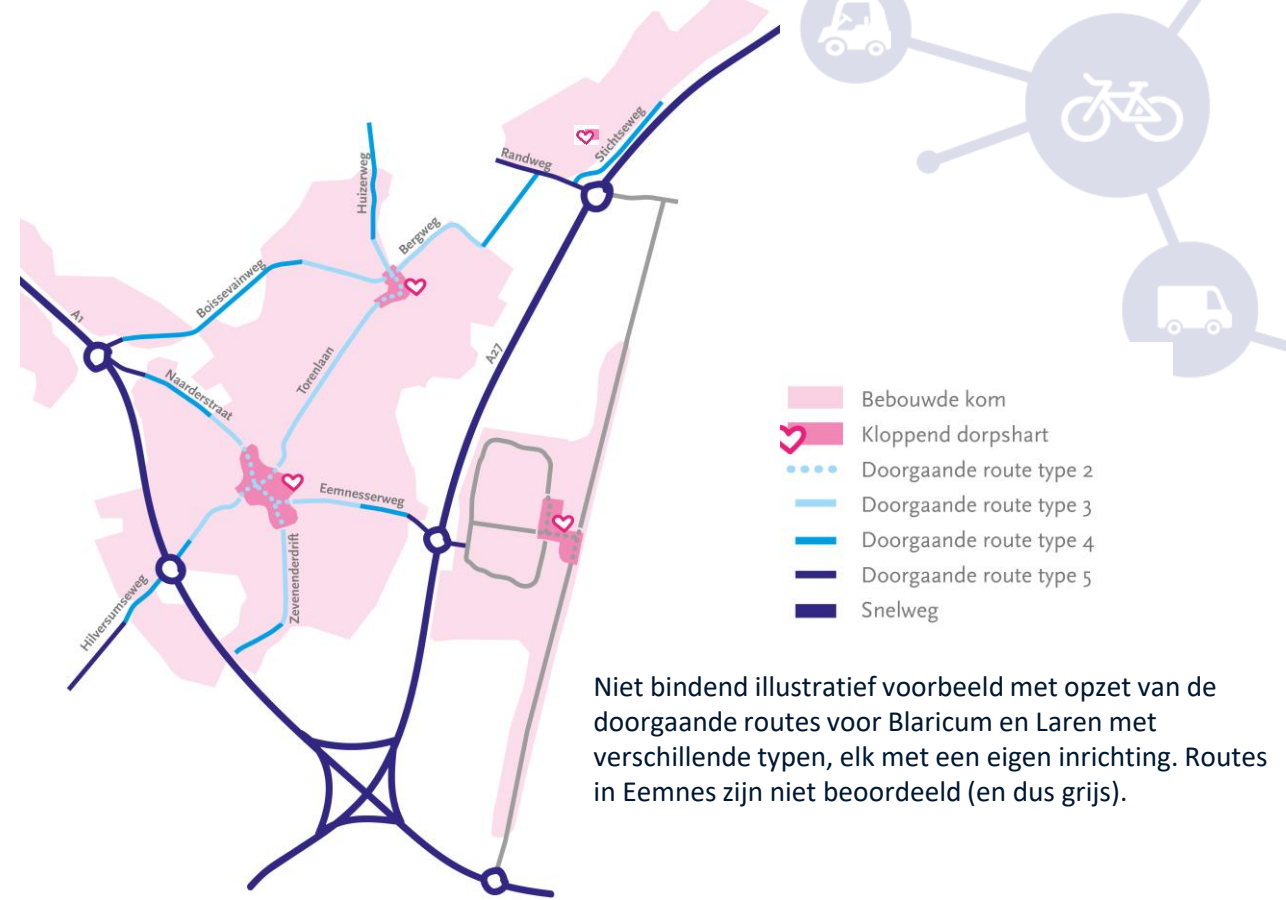 Stichtseweg
Randweg
Huizerweg
Bergweg
Boissevainweg
A1
A27
Torenlaan
Naarderstraat
Eemnesserweg
Zevenenderdrift
Hilversumseweg
Bebouwde kom
Kloppend dorpshart
Doorgaande route type 2
Doorgaande route type 3
Doorgaande route type 4
Doorgaande route type 5
Snelweg
Niet bindend illustratief voorbeeld met opzet van de
doorgaande routes voor Blaricum en Laren met
verschillende typen, elk met een eigen inrichting. Routes
in Eemnes zijn niet beoordeeld (en dus grijs).